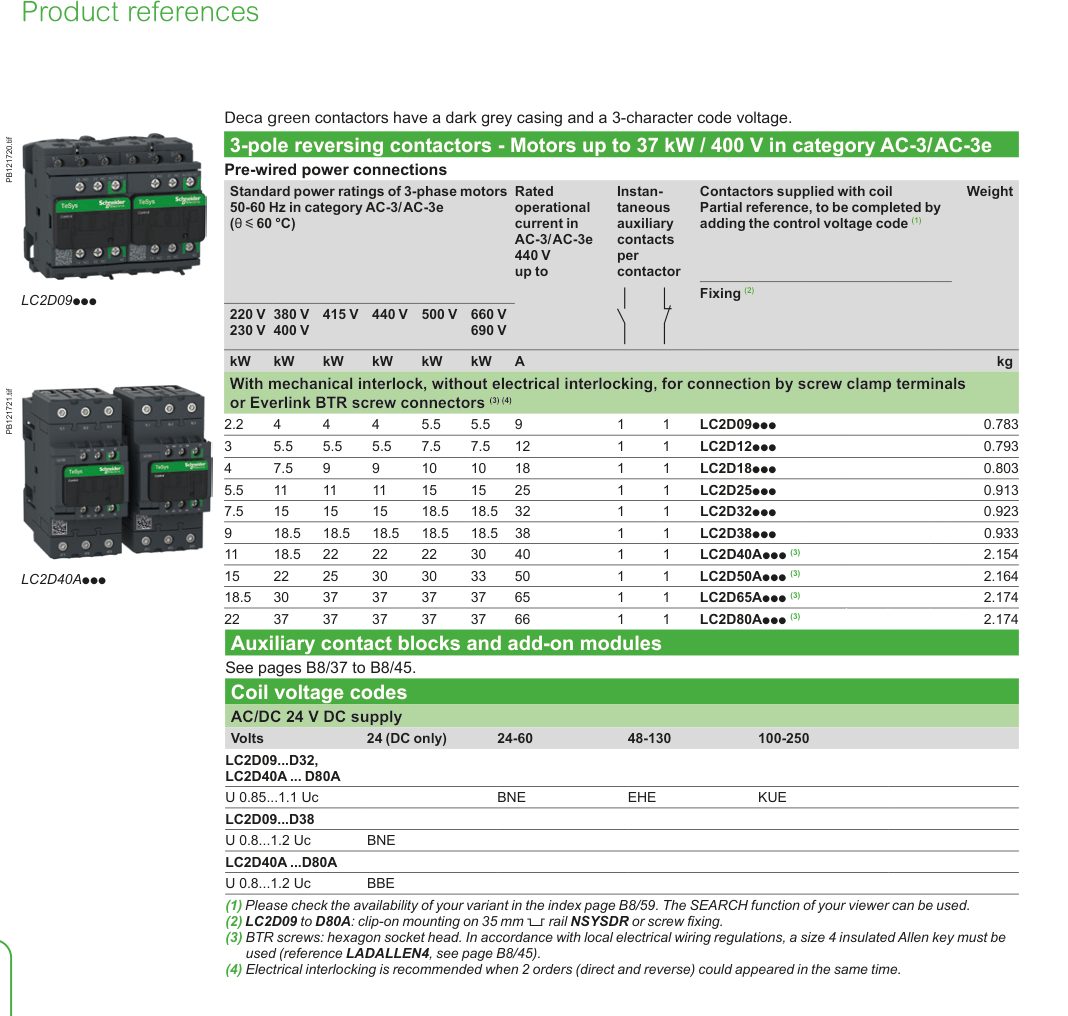 Product references
Deca green contactors have a dark grey casing and a 3-character code voltage.
PB121720.tif
3-pole reversing contactors - Motors up to 37 kW / 400 V in category AC-3/AC-3e
Pre-wired power connections
Standard power ratings of 3-phase motors
50-60 Hz in category AC-3/AC-3e
(θ ⩽ 60 °C)
Rated
operational
current in
AC-3/AC-3e
440 V
up to
Instan-
taneous
auxiliary
contacts
per
contactor
Contactors supplied with coil
Partial reference, to be completed by
adding the control voltage code (1)
Weight
Fixing (2)
220 V 380 V 415 V 440 V 500 V 660 V
230 V 400 V 690 V
kW kW kW kW kW kW A kg
TeSys
Schneider
TeSys
Schneider
LC2D09●●●
With mechanical interlock, without electrical interlocking, for connection by screw clamp terminals
or Everlink BTR screw connectors (3) (4)
2.2 4 4 4 5.5 5.5 9 1 1 LC2D09●●● 0.783
3 5.5 5.5 5.5 7.5 7.5 12 1 1 LC2D12●●● 0.793
4 7.5 9 9 10 10 18 1 1 LC2D18●●● 0.803
5.5 11 11 11 15 15 25 1 1 LC2D25●●● 0.913
7.5 15 15 15 18.5 18.5 32 1 1 LC2D32●●● 0.923
9 18.5 18.5 18.5 18.5 18.5 38 1 1 LC2D38●●● 0.933
11 18.5 22 22 22 30 40 1 1 LC2D40A●●● (3) 2.154
15 22 25 30 30 33 50 1 1 LC2D50A●●● (3) 2.164
18.5 30 37 37 37 37 65 1 1 LC2D65A●●● (3) 2.174
22 37 37 37 37 37 66 1 1 LC2D80A●●● (3) 2.174
PB121721.tif
TeSys
Schneider
TeSys
Schneider
LC2D40A●●●
Auxiliary contact blocks and add-on modules
See pages B8/37 to B8/45.
Coil voltage codes
AC/DC 24 V DC supply
Volts 24 (DC only) 24-60 48-130 100-250
LC2D09...D32,
LC2D40A ... D80A
U 0.85...1.1 Uc BNE EHE KUE
LC2D09...D38
U 0.8...1.2 Uc BNE
LC2D40A ...D80A
U 0.8...1.2 Uc BBE
(1) Please check the availability of your variant in the index page B8/59. The SEARCH function of your viewer can be used.
(2) LC2D09 to D80A: clip-on mounting on 35 mm rail NSYSDR or screw fixing.
(3) BTR screws: hexagon socket head. In accordance with local electrical wiring regulations, a size 4 insulated Allen key must be
used (reference LADALLEN4, see page B8/45).
(4) Electrical interlocking is recommended when 2 orders (direct and reverse) could appeared in the same time.